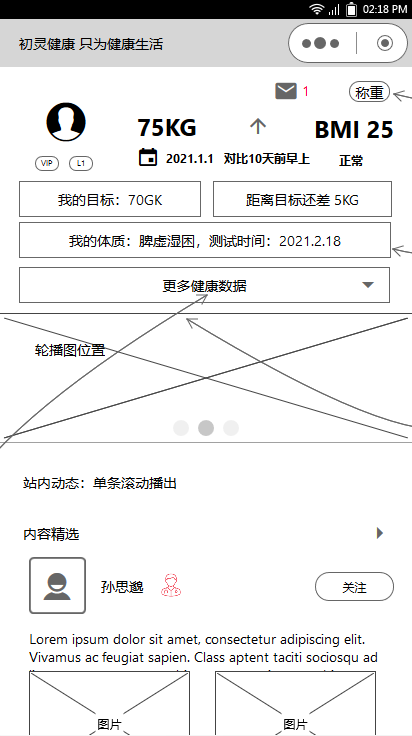 02:18 PM
初灵健康 只为健康生活
1
称重
75KG
BMI 25
VIP
L1
2021.1.1 对比10天前早上
正常
我的目标：70GK
距离目标还差 5KG
我的体质：脾虚湿困，测试时间：2021.2.18
更多健康数据
轮播图位置
站内动态：单条滚动播出
内容精选
孙思邈
关注
Lorem ipsum dolor sit amet, consectetur adipiscing elit.
Vivamus ac feugiat sapien. Class aptent taciti sociosqu ad
图片
图片